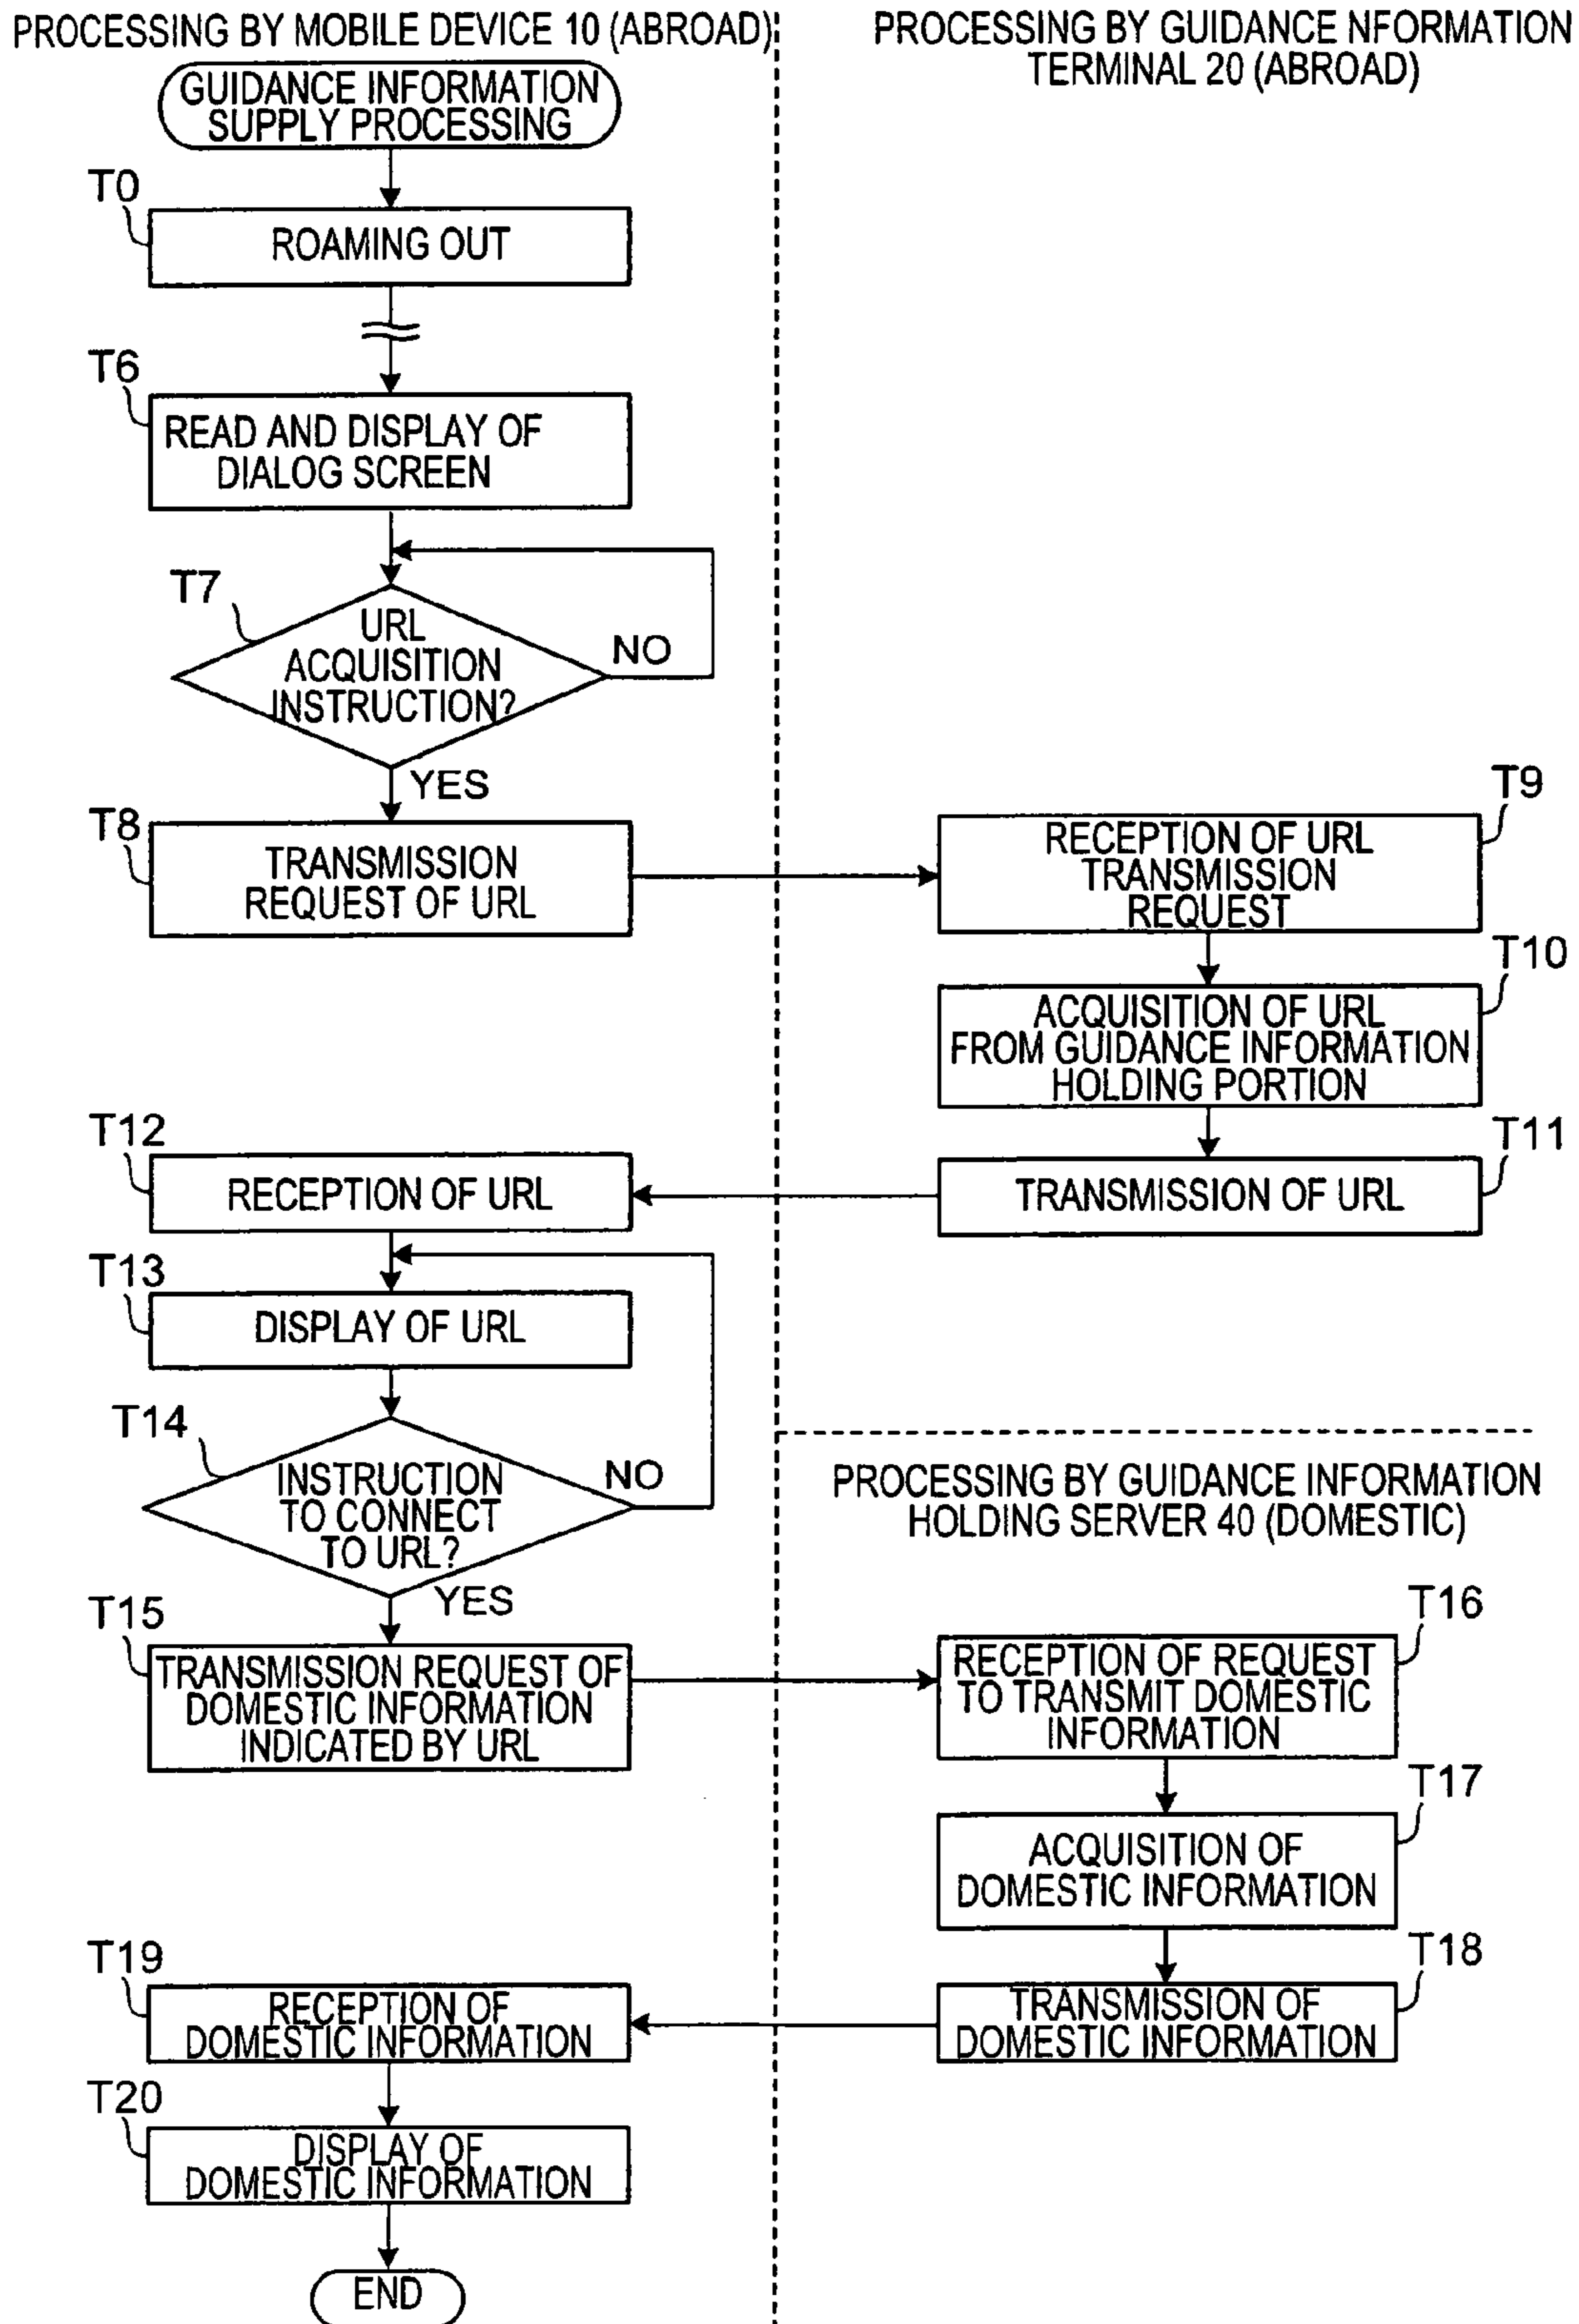 PROCESSING BY MOBILE DEVICE 10 (ABROAD)
PROCESSING BY GUIDANCE NFORMATION
TERMINAL 20 (ABROAD)
GUIDANCE INFORMATION
SUPPLY PROCESSING
T0
ROAMING OUT
T6
READ AND DISPLAY OF
DIALOG SCREEN
T7
URL
ACQUISITION
INSTRUCTION?
NO
YES
T8
TRANSMISSION
REQUEST OF URL
T9
RECEPTION OF URL
TRANSMISSION
REQUEST
T10
ACQUISITION OF URL
FROM GUIDANCE INFORMATION
HOLDING PORTION
T11
TRANSMISSION OF URL
T12
RECEPTION OF URL
T13
DISPLAY OF URL
T14
INSTRUCTION
TO CONNECT
TO URL?
NO
YES
PROCESSING BY GUIDANCE INFORMATION
HOLDING SERVER 40 (DOMESTIC)
T15
TRANSMISSION REQUEST OF
DOMESTIC INFORMATION
INDICATED BY URL
T16
RECEPTION OF REQUEST
TO TRANSMIT DOMESTIC
INFORMATION
T17
ACQUISITION OF
DOMESTIC INFORMATION
T18
TRANSMISSION OF
DOMESTIC INFORMATION
T19
RECEPTION OF
DOMESTIC INFORMATION
T20
DISPLAY OF
DOMESTIC INFORMATION
END